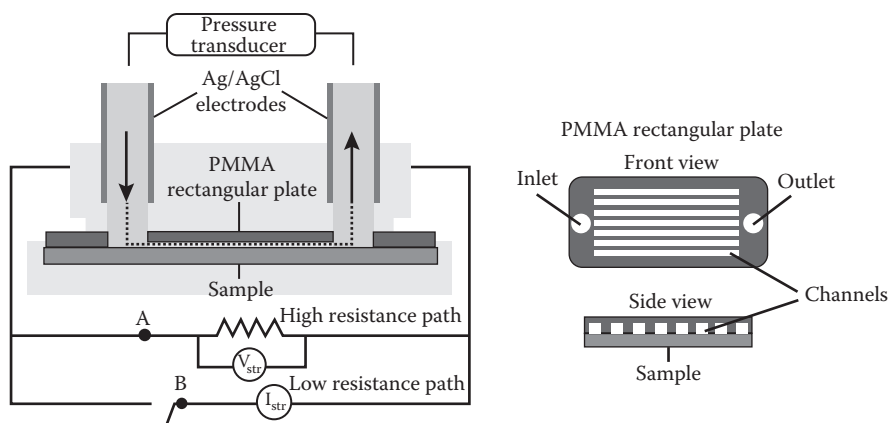 Pressure
transducer
Ag/AgCl
electrodes
PMMA
rectangular plate
Sample
A
High resistance path
V_str
B
Low resistance path
I_str
PMMA rectangular plate
Front view
Inlet
Outlet
Channels
Side view
Sample